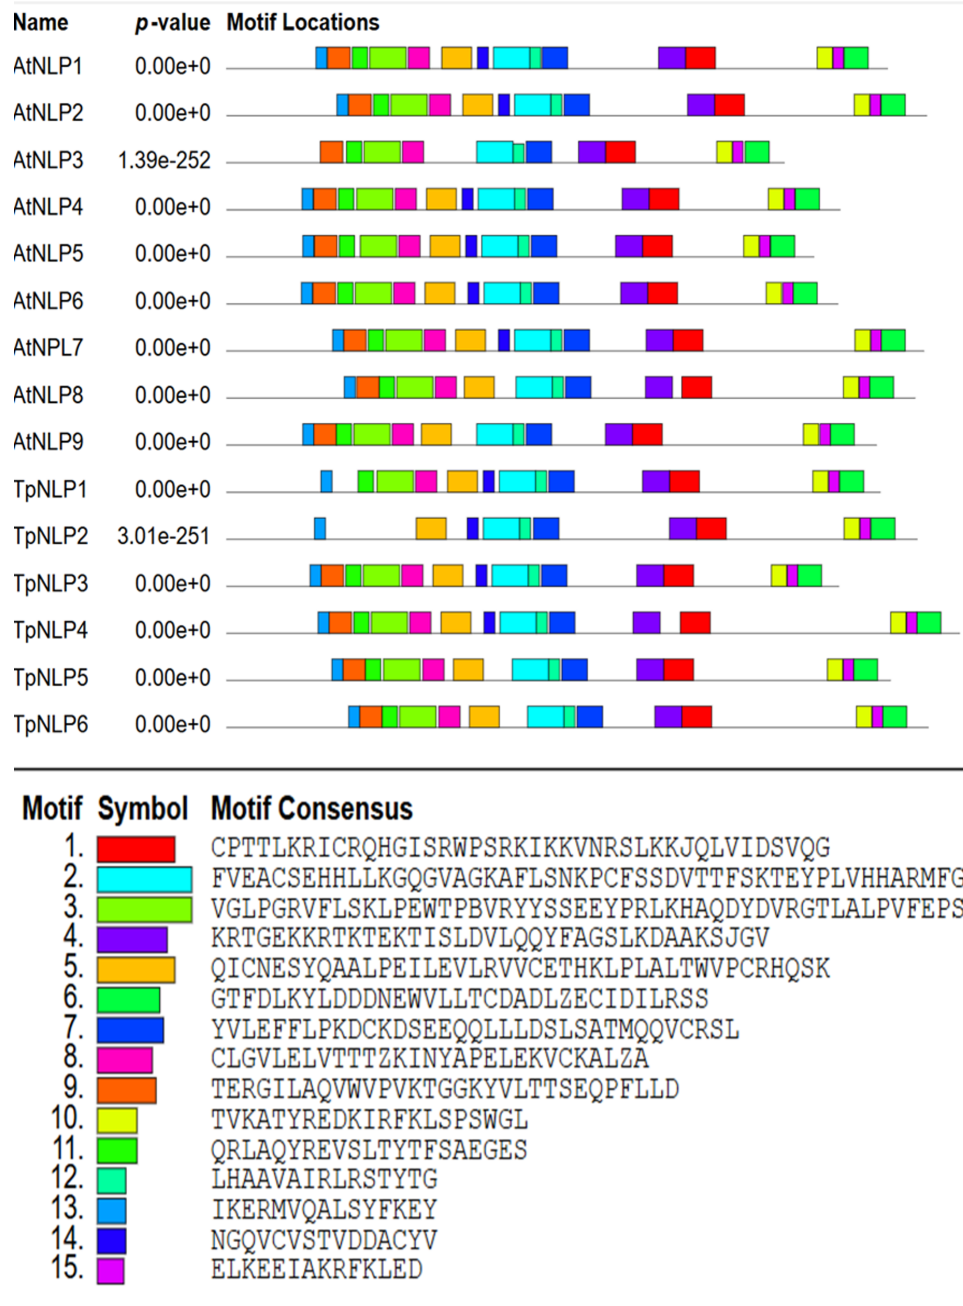 Name p-value Motif Locations
AtNLP1 0.00e+0
AtNLP2 0.00e+0
AtNLP3 1.39e-252
AtNLP4 0.00e+0
AtNLP5 0.00e+0
AtNLP6 0.00e+0
AtNPL7 0.00e+0
AtNLP8 0.00e+0
AtNLP9 0.00e+0
TpNLP1 0.00e+0
TpNLP2 3.01e-251
TpNLP3 0.00e+0
TpNLP4 0.00e+0
TpNLP5 0.00e+0
TpNLP6 0.00e+0
Motif Symbol Motif Consensus
1. CPTTLKRICRQHGISRWPSRKIKKVNRSLKKJQLVIDSVQG
2. FVEACSEHHLLKGQGVAGKAFLSNKPCFSSDVTTFSKTEYPLVHHARMFG
3. VGLPGRVFLSKLPEWTPBVRYYSSEEYPRLKHAQDYDVRGTLALPVFEPS
4. KRTGEKKRTKTEKTISLDVLQQYFAGSLKDAAKSJGV
5. QICNESYQAALPEILEVLRVVCETHKLPLALTWVPCRHQSK
6. GTFDLKYLDDDNEWVLLTCDADLZECIDILRSS
7. YVLEFFLPKDCKDSEEQQLLLDSLSATMQQVCRSL
8. CLGVLELVTTTZKINYAPELEKVCKALZA
9. TERGILAQVWVPVKTGGKYVLTTSEQPFLLD
10. TVKATYREDKIRFKLSPSWGL
11. QRLAQYREVSLTYTFSAEGES
12. LHAAVAIRLRSTYTG
13. IKERMVQALSYFKEY
14. NGQVCVSTVDDACYV
15. ELKEEIAKRFKLED